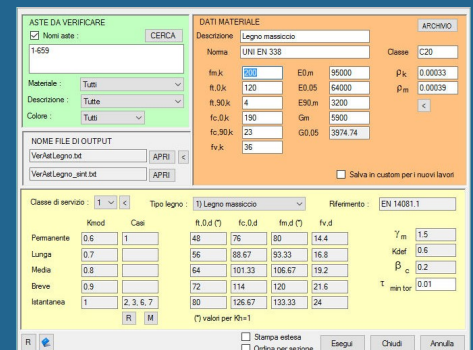 ASTE DA VERIFICARE
Nomi aste :
CERCA
1-659
Materiale :
Tutti
Descrizione :
Tutte
Colore :
Tutti
NOME FILE DI OUTPUT
VerAstLegno.txt
APRI
<
VerAstLegno_sint.txt
APRI
DATI MATERIALE
ARCHIVIO
Descrizione
Legno massiccio
Norma
UNI EN 338
Classe
C20
fm,k 200 E0,m 95000 ρk 0.00033
ft,0,k 120 E0,05 64000 ρm 0.00039
ft,90,k 4 E90,m 3200 <
fc,0,k 190 Gm 5900
fc,90,k 23 G0,05 3974.74
fv,k 36
Salva in custom per i nuovi lavori
Classe di servizio : 1 < Tipo legno : 1) Legno massiccio Riferimento : EN 14081.1
Kmod Casi ft,0,d (*) fc,0,d fm,d (*) fv,d
Permanente 0.6 1 48 76 80 14.4 γm 1.5
Lunga 0.7 56 88.67 93.33 16.8 Kdef 0.6
Media 0.8 64 101.33 106.67 19.2 βc 0.2
Breve 0.9 72 114 120 21.6 τ min tor 0.01
Istantanea 1 2, 3, 6, 7 80 126.67 133.33 24
R M (*) valori per Kh=1
R
Stampa estesa
Ordina per sezione
Esegui Chiudi Annulla